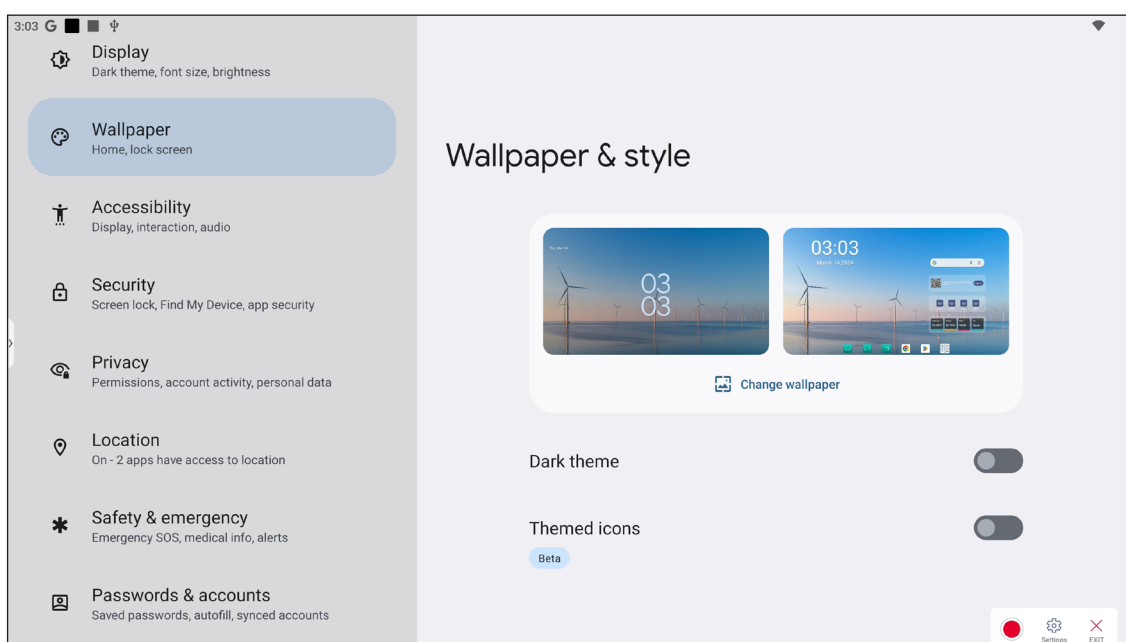 3:03 G
Display
Dark theme, font size, brightness
Wallpaper
Home, lock screen
Accessibility
Display, interaction, audio
Security
Screen lock, Find My Device, app security
Privacy
Permissions, account activity, personal data
Location
On - 2 apps have access to location
Safety & emergency
Emergency SOS, medical info, alerts
Passwords & accounts
Saved passwords, autofill, synced accounts
Wallpaper & style
03
03
03:03
March 14,2024
Change wallpaper
Dark theme
Themed icons
Beta
Settings
EXIT